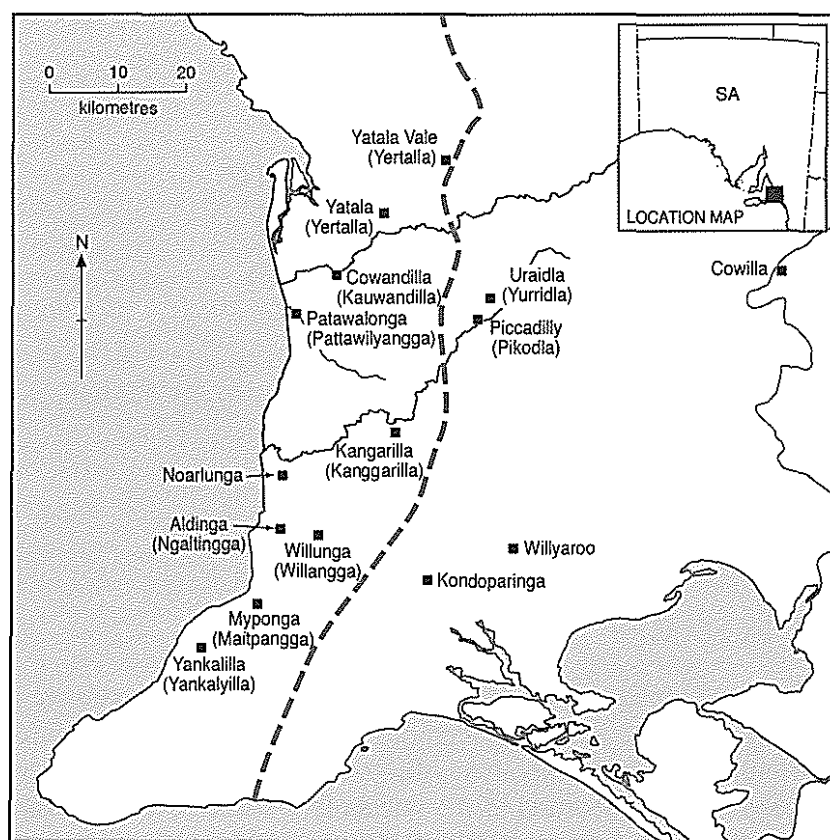 0 10 20
kilometres
SA
LOCATION MAP
N
Yatala Vale
(Yertalla)
Yatala
(Yertalla)
Cowandilla
(Kauwandilla)
Uraidla
(Yurridla)
Cowilla
Patawalonga
(Pattawilyangga)
Piccadilly
(Pikodla)
Kangarilla
(Kanggarilla)
Noarlunga
Aldinga
(Ngaltingga)
Willunga
(Willangga)
Willyaroo
Kondoparinga
Myponga
(Maitpangga)
Yankalilla
(Yankalyilla)